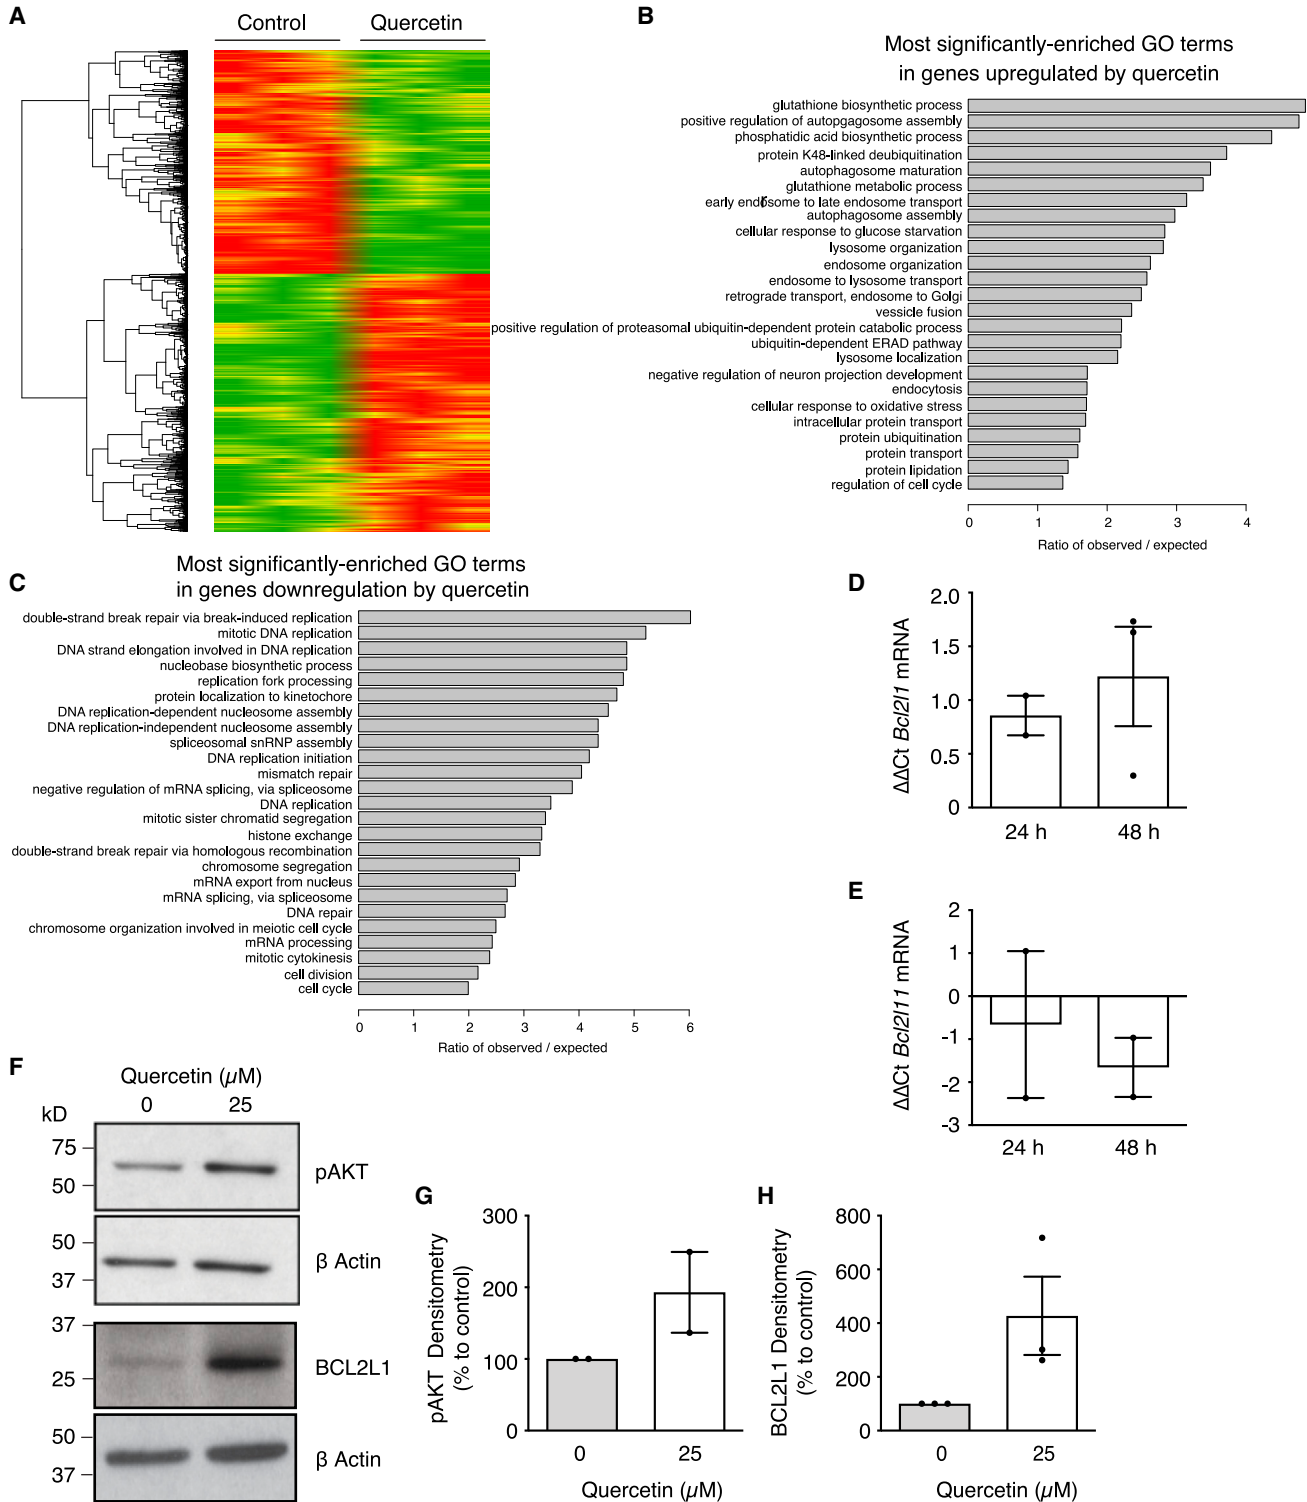 A
Control
Quercetin
B
Most significantly-enriched GO terms
in genes upregulated by quercetin
glutathione biosynthetic process
positive regulation of autopgagosome assembly
phosphatidic acid biosynthetic process
protein K48-linked deubiquitination
autophagosome maturation
glutathione metabolic process
early endosome to late endosome transport
autophagosome assembly
cellular response to glucose starvation
lysosome organization
endosome organization
endosome to lysosome transport
retrograde transport, endosome to Golgi
vessicle fusion
positive regulation of proteasomal ubiquitin-dependent protein catabolic process
ubiquitin-dependent ERAD pathway
lysosome localization
negative regulation of neuron projection development
endocytosis
cellular response to oxidative stress
intracellular protein transport
protein ubiquitination
protein transport
protein lipidation
regulation of cell cycle
0 1 2 3 4
Ratio of observed / expected
C
Most significantly-enriched GO terms
in genes downregulation by quercetin
double-strand break repair via break-induced replication
mitotic DNA replication
DNA strand elongation involved in DNA replication
nucleobase biosynthetic process
replication fork processing
protein localization to kinetochore
DNA replication-dependent nucleosome assembly
DNA replication-independent nucleosome assembly
spliceosomal snRNP assembly
DNA replication initiation
mismatch repair
negative regulation of mRNA splicing, via spliceosome
DNA replication
mitotic sister chromatid segregation
histone exchange
double-strand break repair via homologous recombination
chromosome segregation
mRNA export from nucleus
mRNA splicing, via spliceosome
DNA repair
chromosome organization involved in meiotic cell cycle
mRNA processing
mitotic cytokinesis
cell division
cell cycle
0 1 2 3 4 5 6
Ratio of observed / expected
D
ΔΔCt Bcl2l1 mRNA
2.0
1.5
1.0
0.5
0
24 h 48 h
E
ΔΔCt Bcl2l11 mRNA
2
1
0
-1
-2
-3
24 h 48 h
F
Quercetin (µM)
kD 0 25
75
50
pAKT
50
37
β Actin
37
25
BCL2L1
50
37
β Actin
G
pAKT Densitometry
(% to control)
300
200
100
0
0 25
Quercetin (µM)
H
BCL2L1 Densitometry
(% to control)
800
600
400
200
0
0 25
Quercetin (µM)